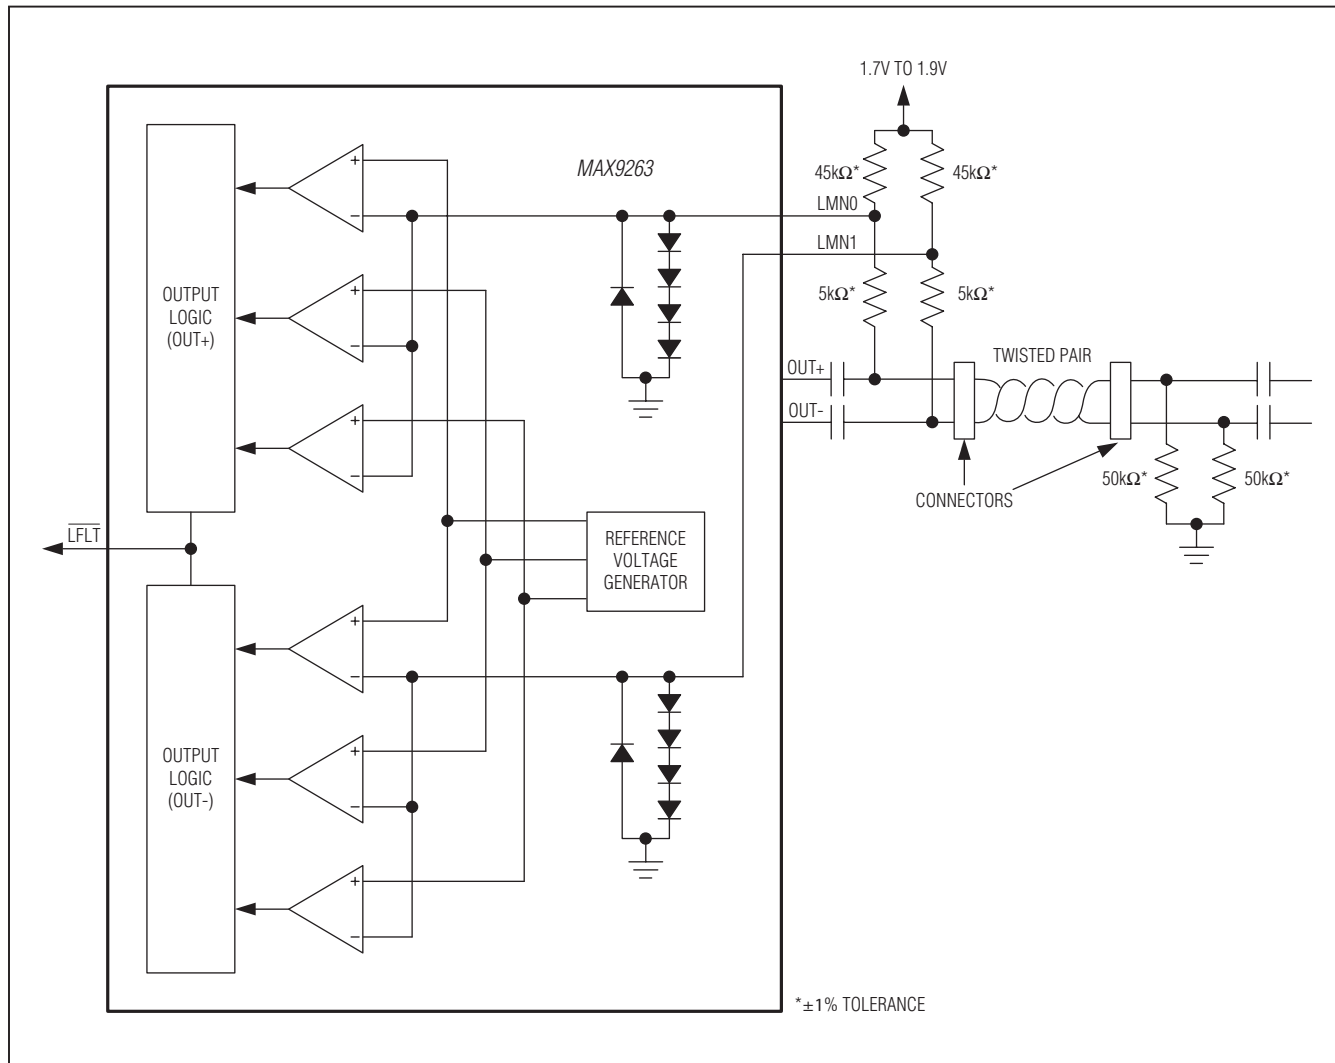 1.7V TO 1.9V
MAX9263
45kΩ*
45kΩ*
LMN0
LMN1
5kΩ*
5kΩ*
OUTPUT
LOGIC
(OUT+)
OUT+
OUT-
TWISTED PAIR
CONNECTORS
50kΩ*
50kΩ*
LFLT
REFERENCE
VOLTAGE
GENERATOR
OUTPUT
LOGIC
(OUT-)
+
−
+
−
+
−
+
−
+
−
+
−
*±1% TOLERANCE